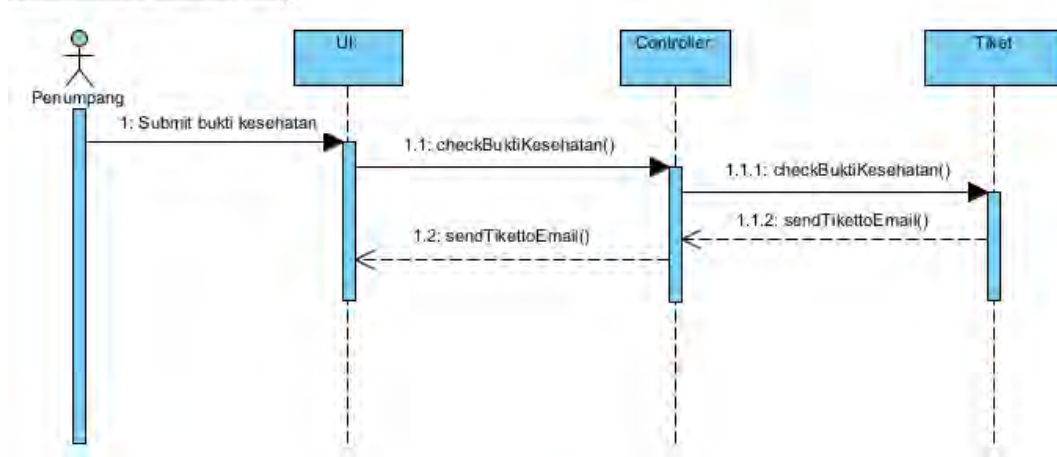 UI
Controller
Tiket
Penumpang
1: Submit bukti kesehatan
1.1: checkBuktiKesehatan()
1.1.1: checkBuktiKesehatan()
1.1.2: sendTikettoEmail()
1.2: sendTikettoEmail()